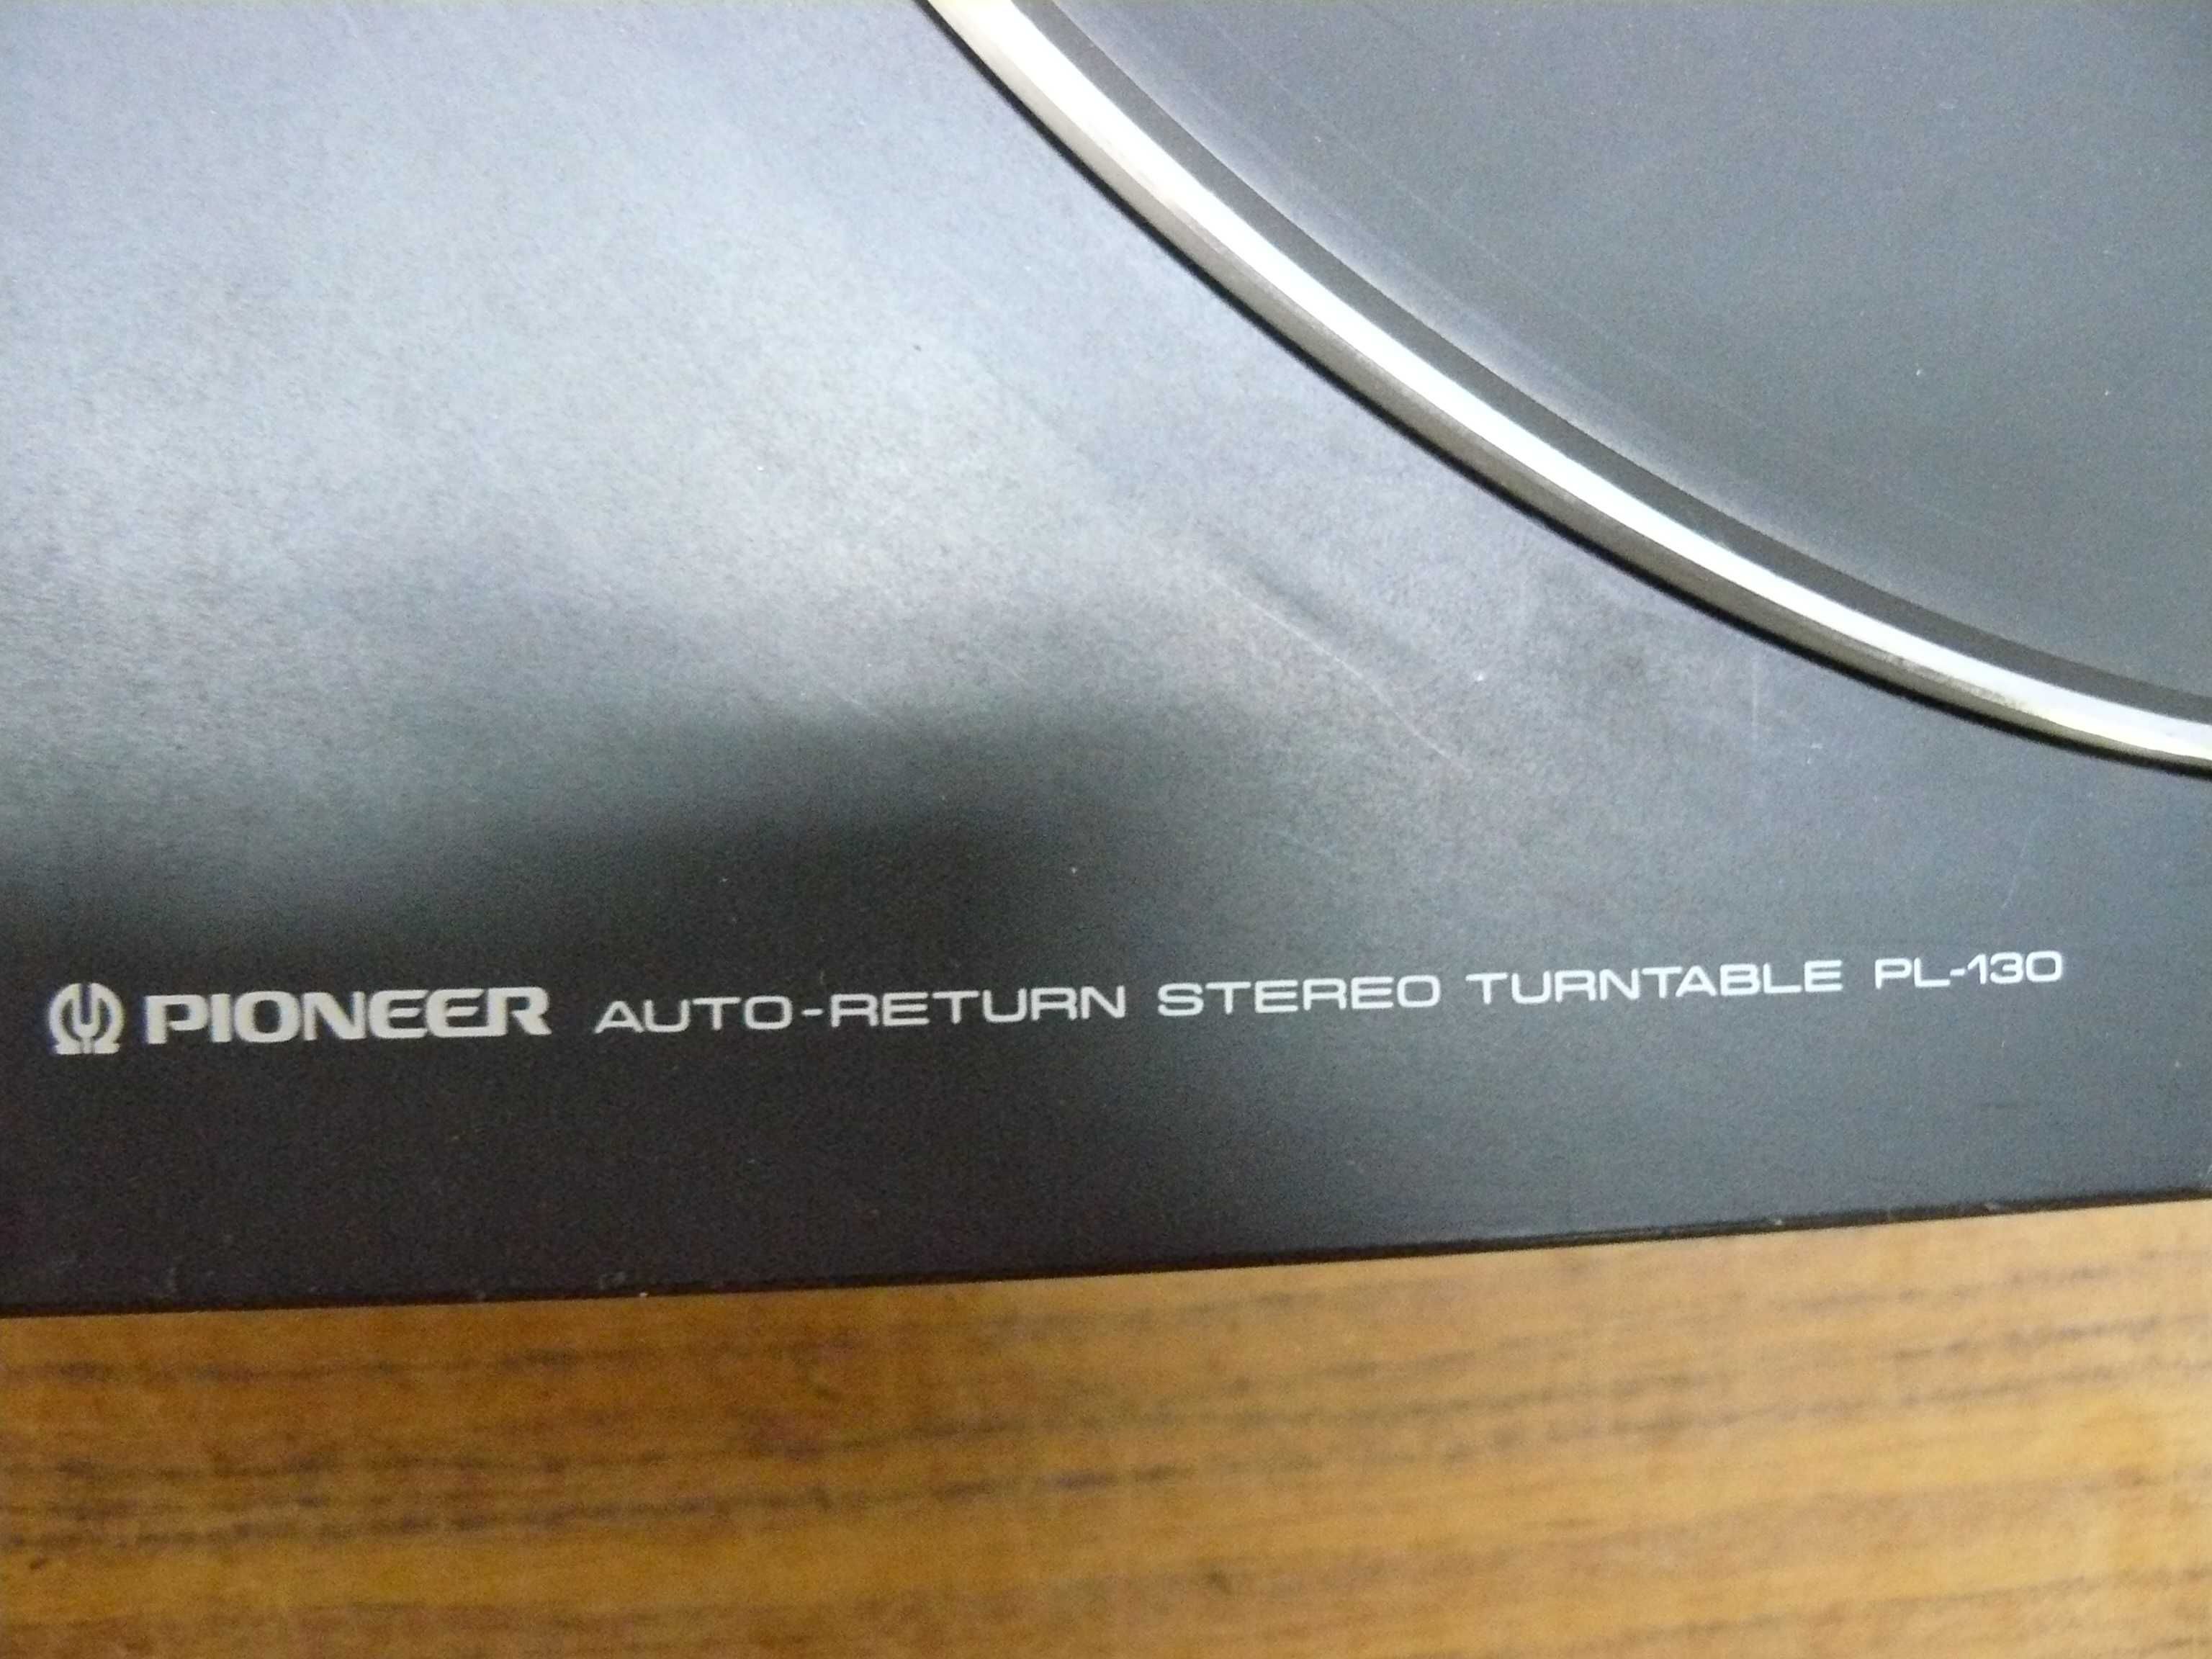 PIONEER AUTO-RETURN STEREO TURNTABLE PL-130